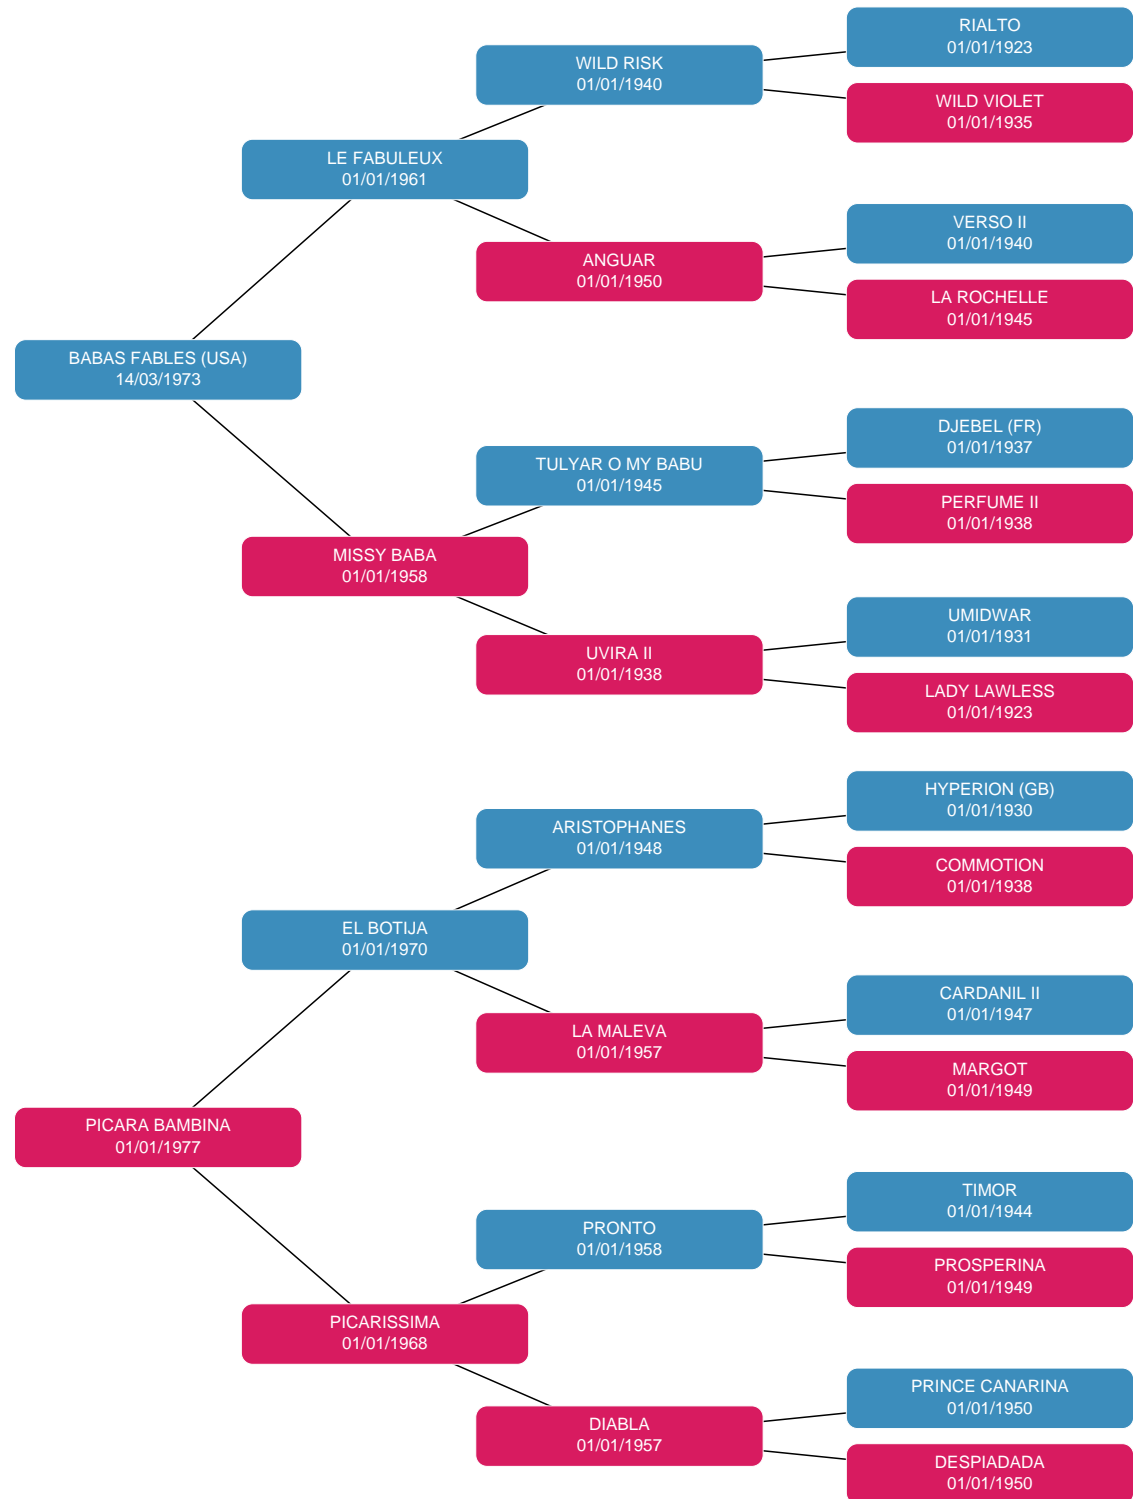 RIALTO
01/01/1923
WILD RISK
01/01/1940
WILD VIOLET
01/01/1935
LE FABULEUX
01/01/1961
VERSO II
01/01/1940
ANGUAR
01/01/1950
LA ROCHELLE
01/01/1945
BABAS FABLES (USA)
14/03/1973
DJEBEL (FR)
01/01/1937
TULYAR O MY BABU
01/01/1945
PERFUME II
01/01/1938
MISSY BABA
01/01/1958
UMIDWAR
01/01/1931
UVIRA II
01/01/1938
LADY LAWLESS
01/01/1923
HYPERION (GB)
01/01/1930
ARISTOPHANES
01/01/1948
COMMOTION
01/01/1938
EL BOTIJA
01/01/1970
CARDANIL II
01/01/1947
LA MALEVA
01/01/1957
MARGOT
01/01/1949
PICARA BAMBINA
01/01/1977
TIMOR
01/01/1944
PRONTO
01/01/1958
PROSPERINA
01/01/1949
PICARISSIMA
01/01/1968
PRINCE CANARINA
01/01/1950
DIABLA
01/01/1957
DESPIADADA
01/01/1950